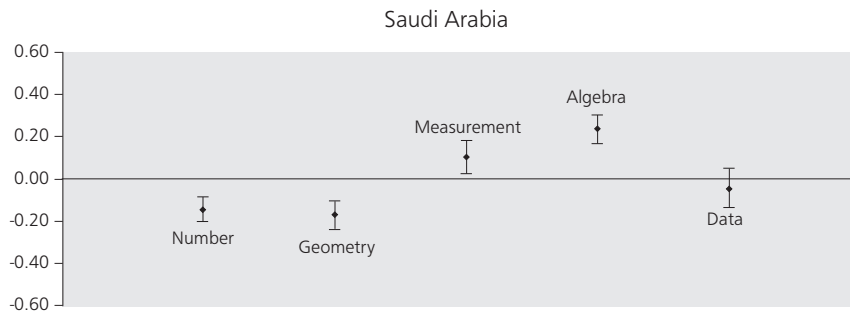 Saudi Arabia
0.60
0.40
Algebra
Measurement
0.20
0.00
-0.20
Data
Number
Geometry
-0.40
-0.60